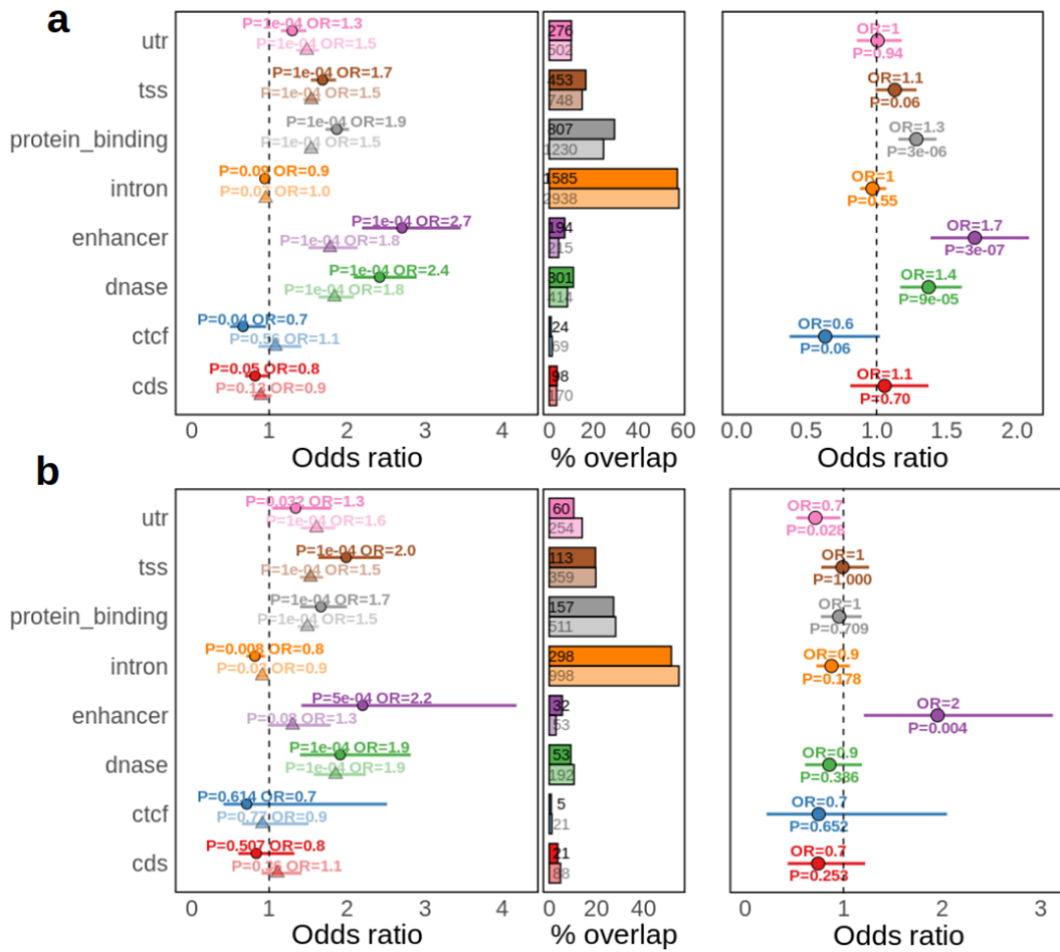 a
utr
P=1e-04 OR=1.3
P=1e-04 OR=1.5
276
502
OR=1
P=0.94
tss
P=1e-04 OR=1.7
P=1e-04 OR=1.5
453
748
OR=1.1
P=0.06
protein_binding
P=1e-04 OR=1.9
P=1e-04 OR=1.5
807
1230
OR=1.3
P=3e-06
intron
P=0.09 OR=0.9
OR=1.0
1585
2938
OR=1
P=0.55
enhancer
P=1e-04 OR=2.7
P=1e-04 OR=1.8
194
215
OR=1.7
P=3e-07
dnase
P=1e-04 OR=2.4
P=1e-04 OR=1.8
301
414
OR=1.4
P=9e-05
ctcf
P=0.04 OR=0.7
P=0.56 OR=1.1
24
69
OR=0.6
P=0.06
cds
P=0.05 OR=0.8
P=0.13 OR=0.9
98
170
OR=1.1
P=0.70
0 1 2 3 4
0 20 40 60
0.0 0.5 1.0 1.5 2.0
Odds ratio
% overlap
Odds ratio
b
utr
P=0.032 OR=1.3
P=1e-04 OR=1.6
60
254
OR=0.7
P=0.028
tss
P=1e-04 OR=2.0
P=1e-04 OR=1.5
113
359
OR=1
P=1.000
protein_binding
P=1e-04 OR=1.7
P=1e-04 OR=1.5
157
511
OR=1
P=0.709
intron
P=0.008 OR=0.8
OR=0.9
298
998
OR=0.9
P=0.178
enhancer
P=5e-04 OR=2.2
OR=1.3
32
53
OR=2
P=0.004
dnase
P=1e-04 OR=1.9
P=1e-04 OR=1.9
53
192
OR=0.9
P=0.386
ctcf
P=0.614 OR=0.7
P=0.77 OR=0.9
5
21
OR=0.7
P=0.652
cds
P=0.507 OR=0.8
OR=1.1
21
88
OR=0.7
P=0.253
0 1 2 3 4
0 20 40
0 1 2 3
Odds ratio
% overlap
Odds ratio